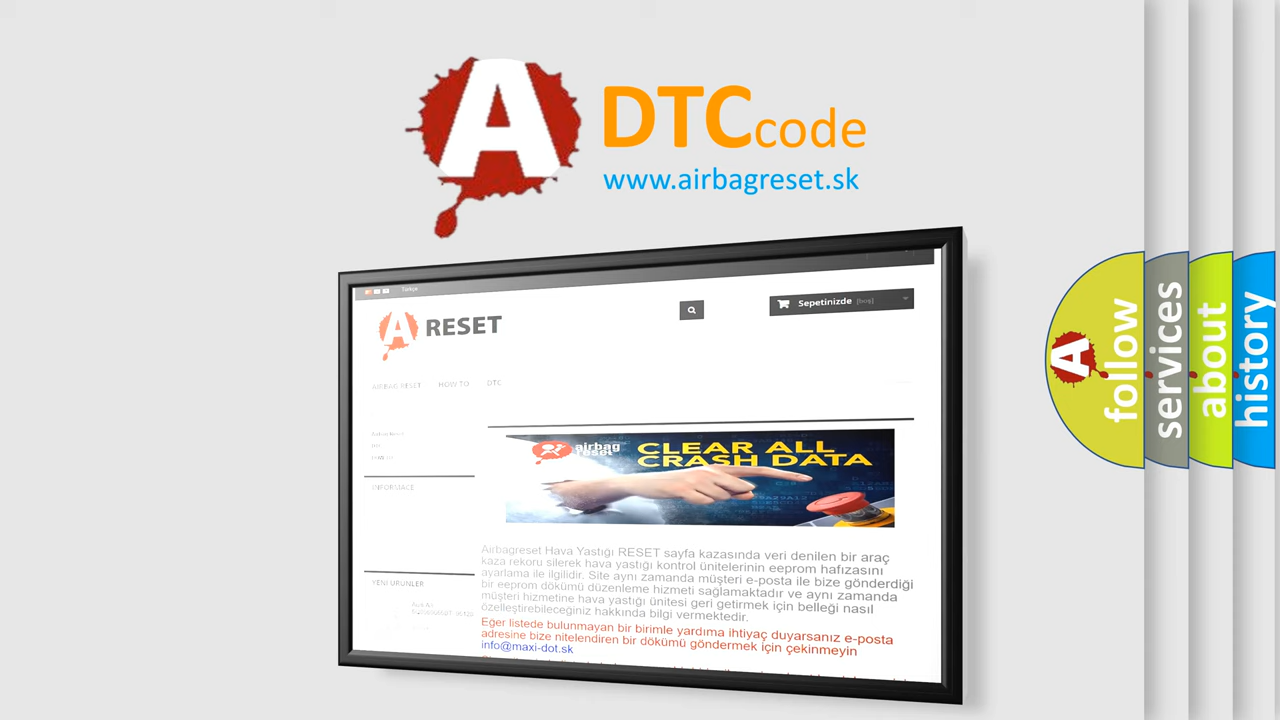 A DTCcode
www.airbagreset.sk
Türkçe
A RESET
Sepetinizde [boş]
AIRBAG RESET HOW TO DTC
INFORMACE
airbag
reset
CLEAR ALL
CRASH DATA
Airbagreset Hava Yastığı RESET sayfa kazasında veri denilen bir araç
kaza rekoru silerek hava yastığı kontrol ünitelerinin eeprom hafızasını
ayarlama ile ilgilidir. Site aynı zamanda müşteri e-posta ile bize gönderdiği
bir eeprom dökümü düzenleme hizmeti sağlamaktadır ve aynı zamanda
müşteri hizmetine hava yastığı ünitesi geri getirmek için belleği nasıl
özelleştirebileceğiniz hakkında bilgi vermektedir.
Eger listede bulunmayan bir birimle yardıma ihtiyaç duyarsanız e-posta
adresine bize nitelendiren bir dökümü göndermek için çekinmeyin
info@maxi-dot.sk
YENI ÜRÜNLER
A follow
services
about
history